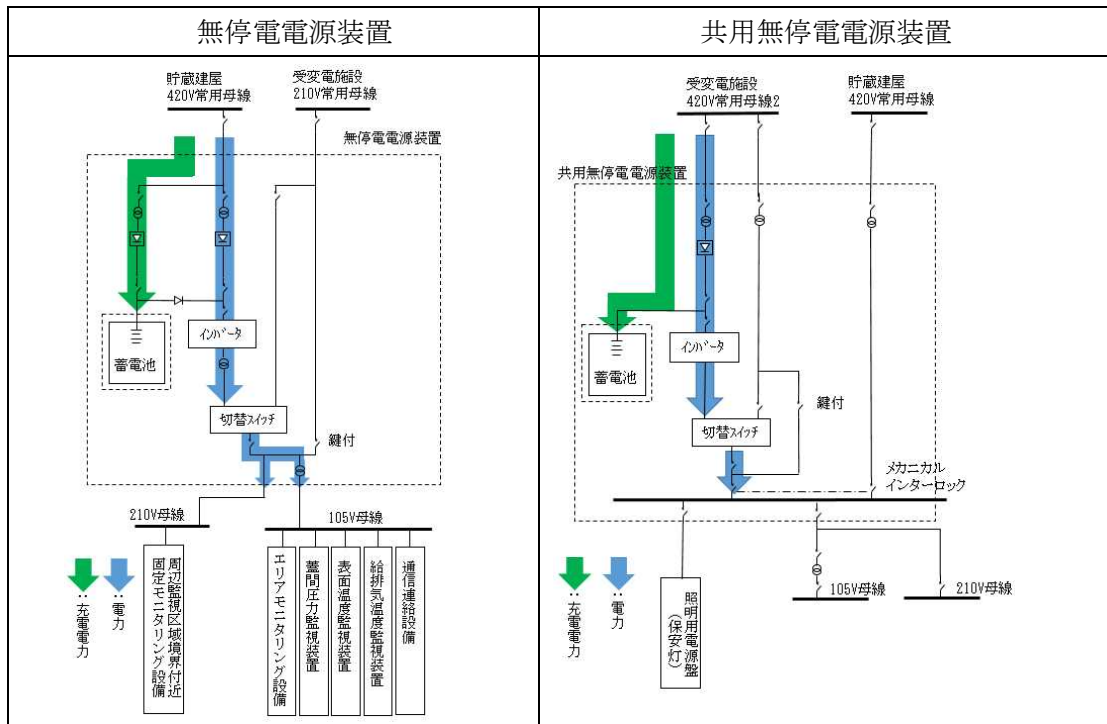 無停電電源装置
貯蔵建屋
420V常用母線
受変電施設
210V常用母線
無停電電源装置
インバータ
蓄電池
切替スイッチ
鍵付
210V母線
105V母線
周辺監視区域境界付近
固定モニタリング設備
エリアモニタリング設備
蓋間圧力監視装置
表面温度監視装置
給排気温度監視装置
通信連絡設備
:充電電力
:電力
共用無停電電源装置
受変電施設
420V常用母線2
貯蔵建屋
420V常用母線
共用無停電電源装置
インバータ
蓄電池
切替スイッチ
鍵付
メカニカル
インターロック
105V母線
210V母線
照明用電源盤
(保安灯)
:充電電力
:電力